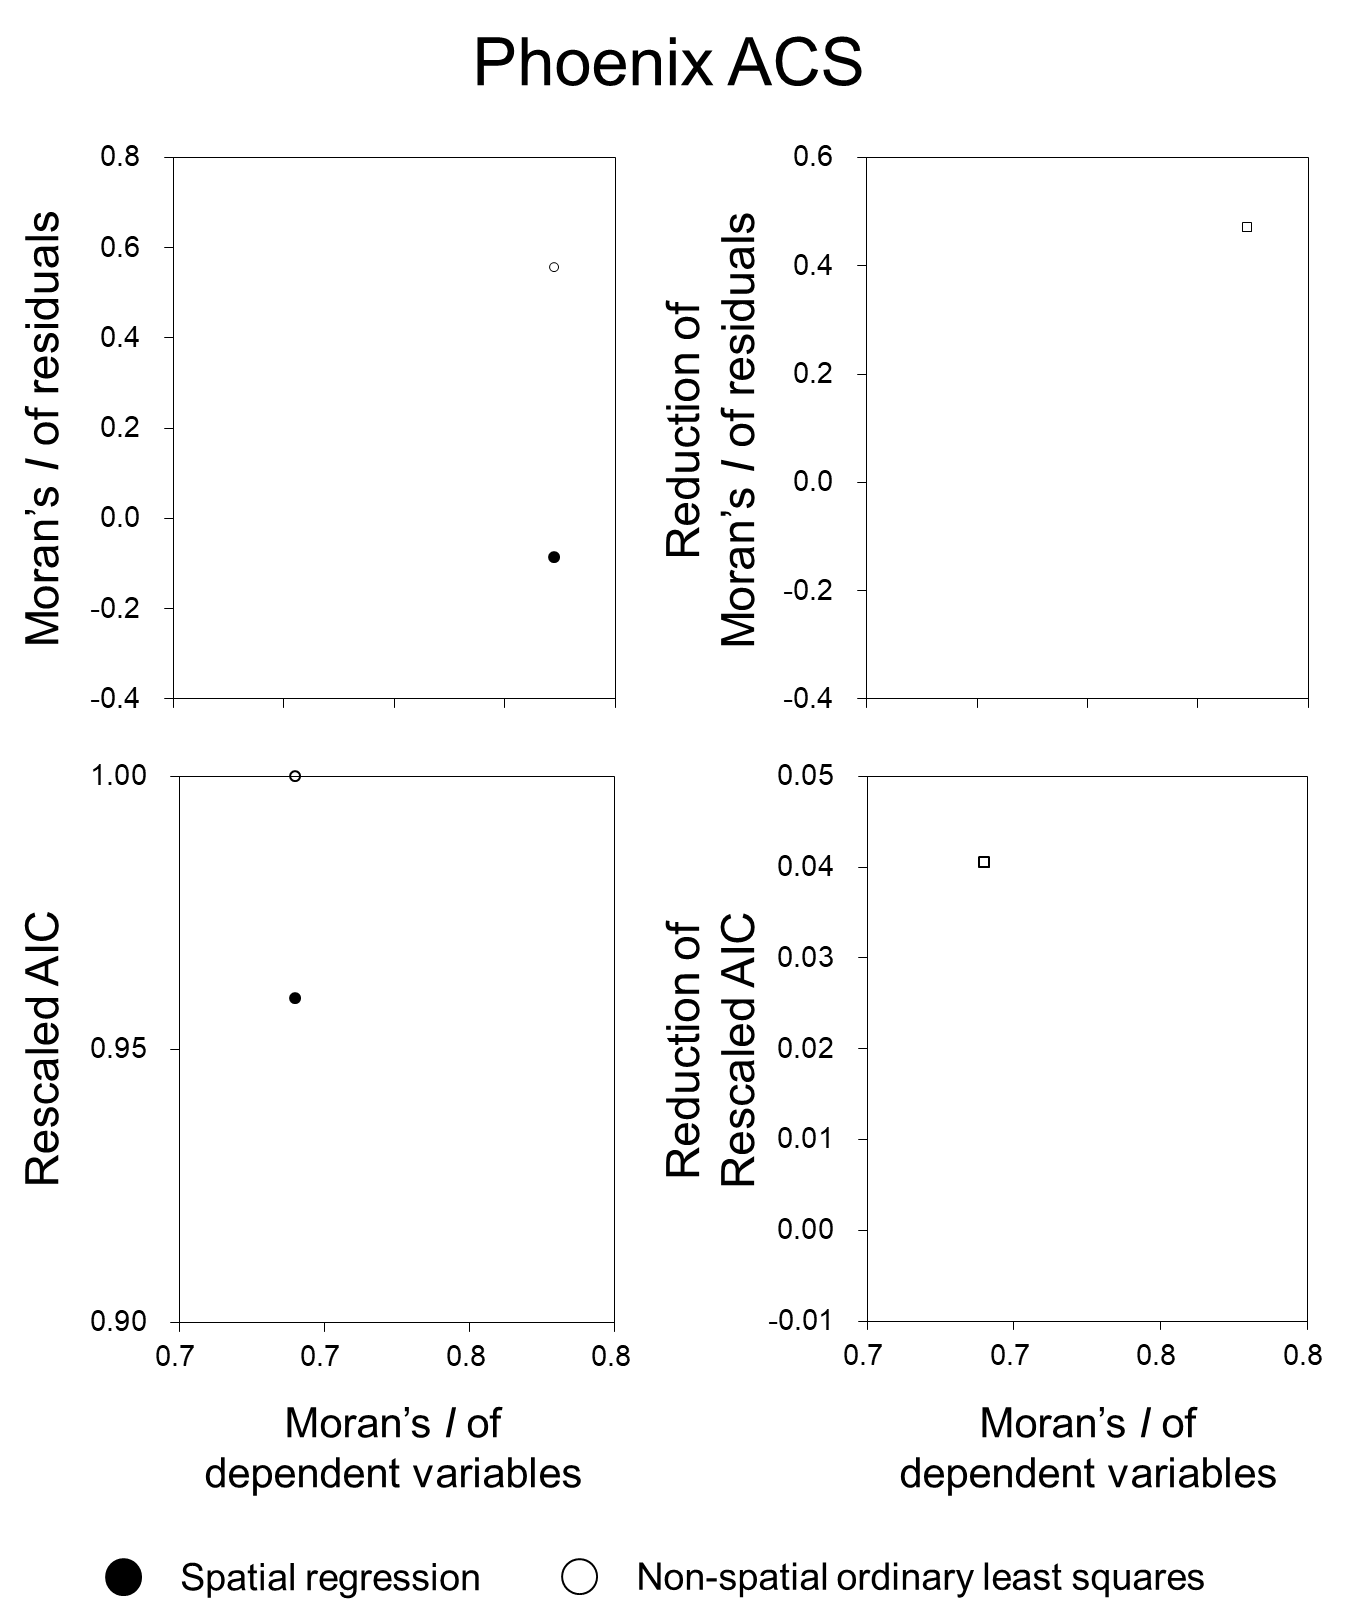 Phoenix ACS
Moran's I of residuals
0.8
0.6
0.4
0.2
0.0
-0.2
-0.4
Reduction of
Moran's I of residuals
0.6
0.4
0.2
0.0
-0.2
-0.4
Rescaled AIC
1.00
0.95
0.90
0.7 0.7 0.8 0.8
Moran's I of
dependent variables
Reduction of
Rescaled AIC
0.05
0.04
0.03
0.02
0.01
0.00
-0.01
0.7 0.7 0.8 0.8
Moran's I of
dependent variables
Spatial regression Non-spatial ordinary least squares